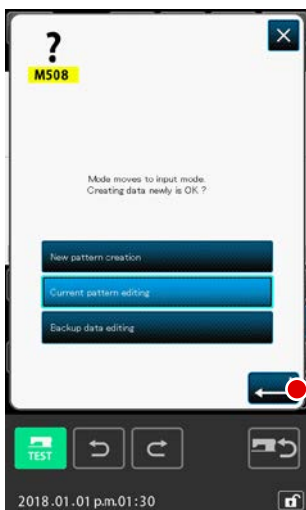 ?
M508
Mode moves to input mode.
Creating data newly is OK ?
New pattern creation
Current pattern editing
Backup data editing
TEST
2018.01.01 p.m.01:30